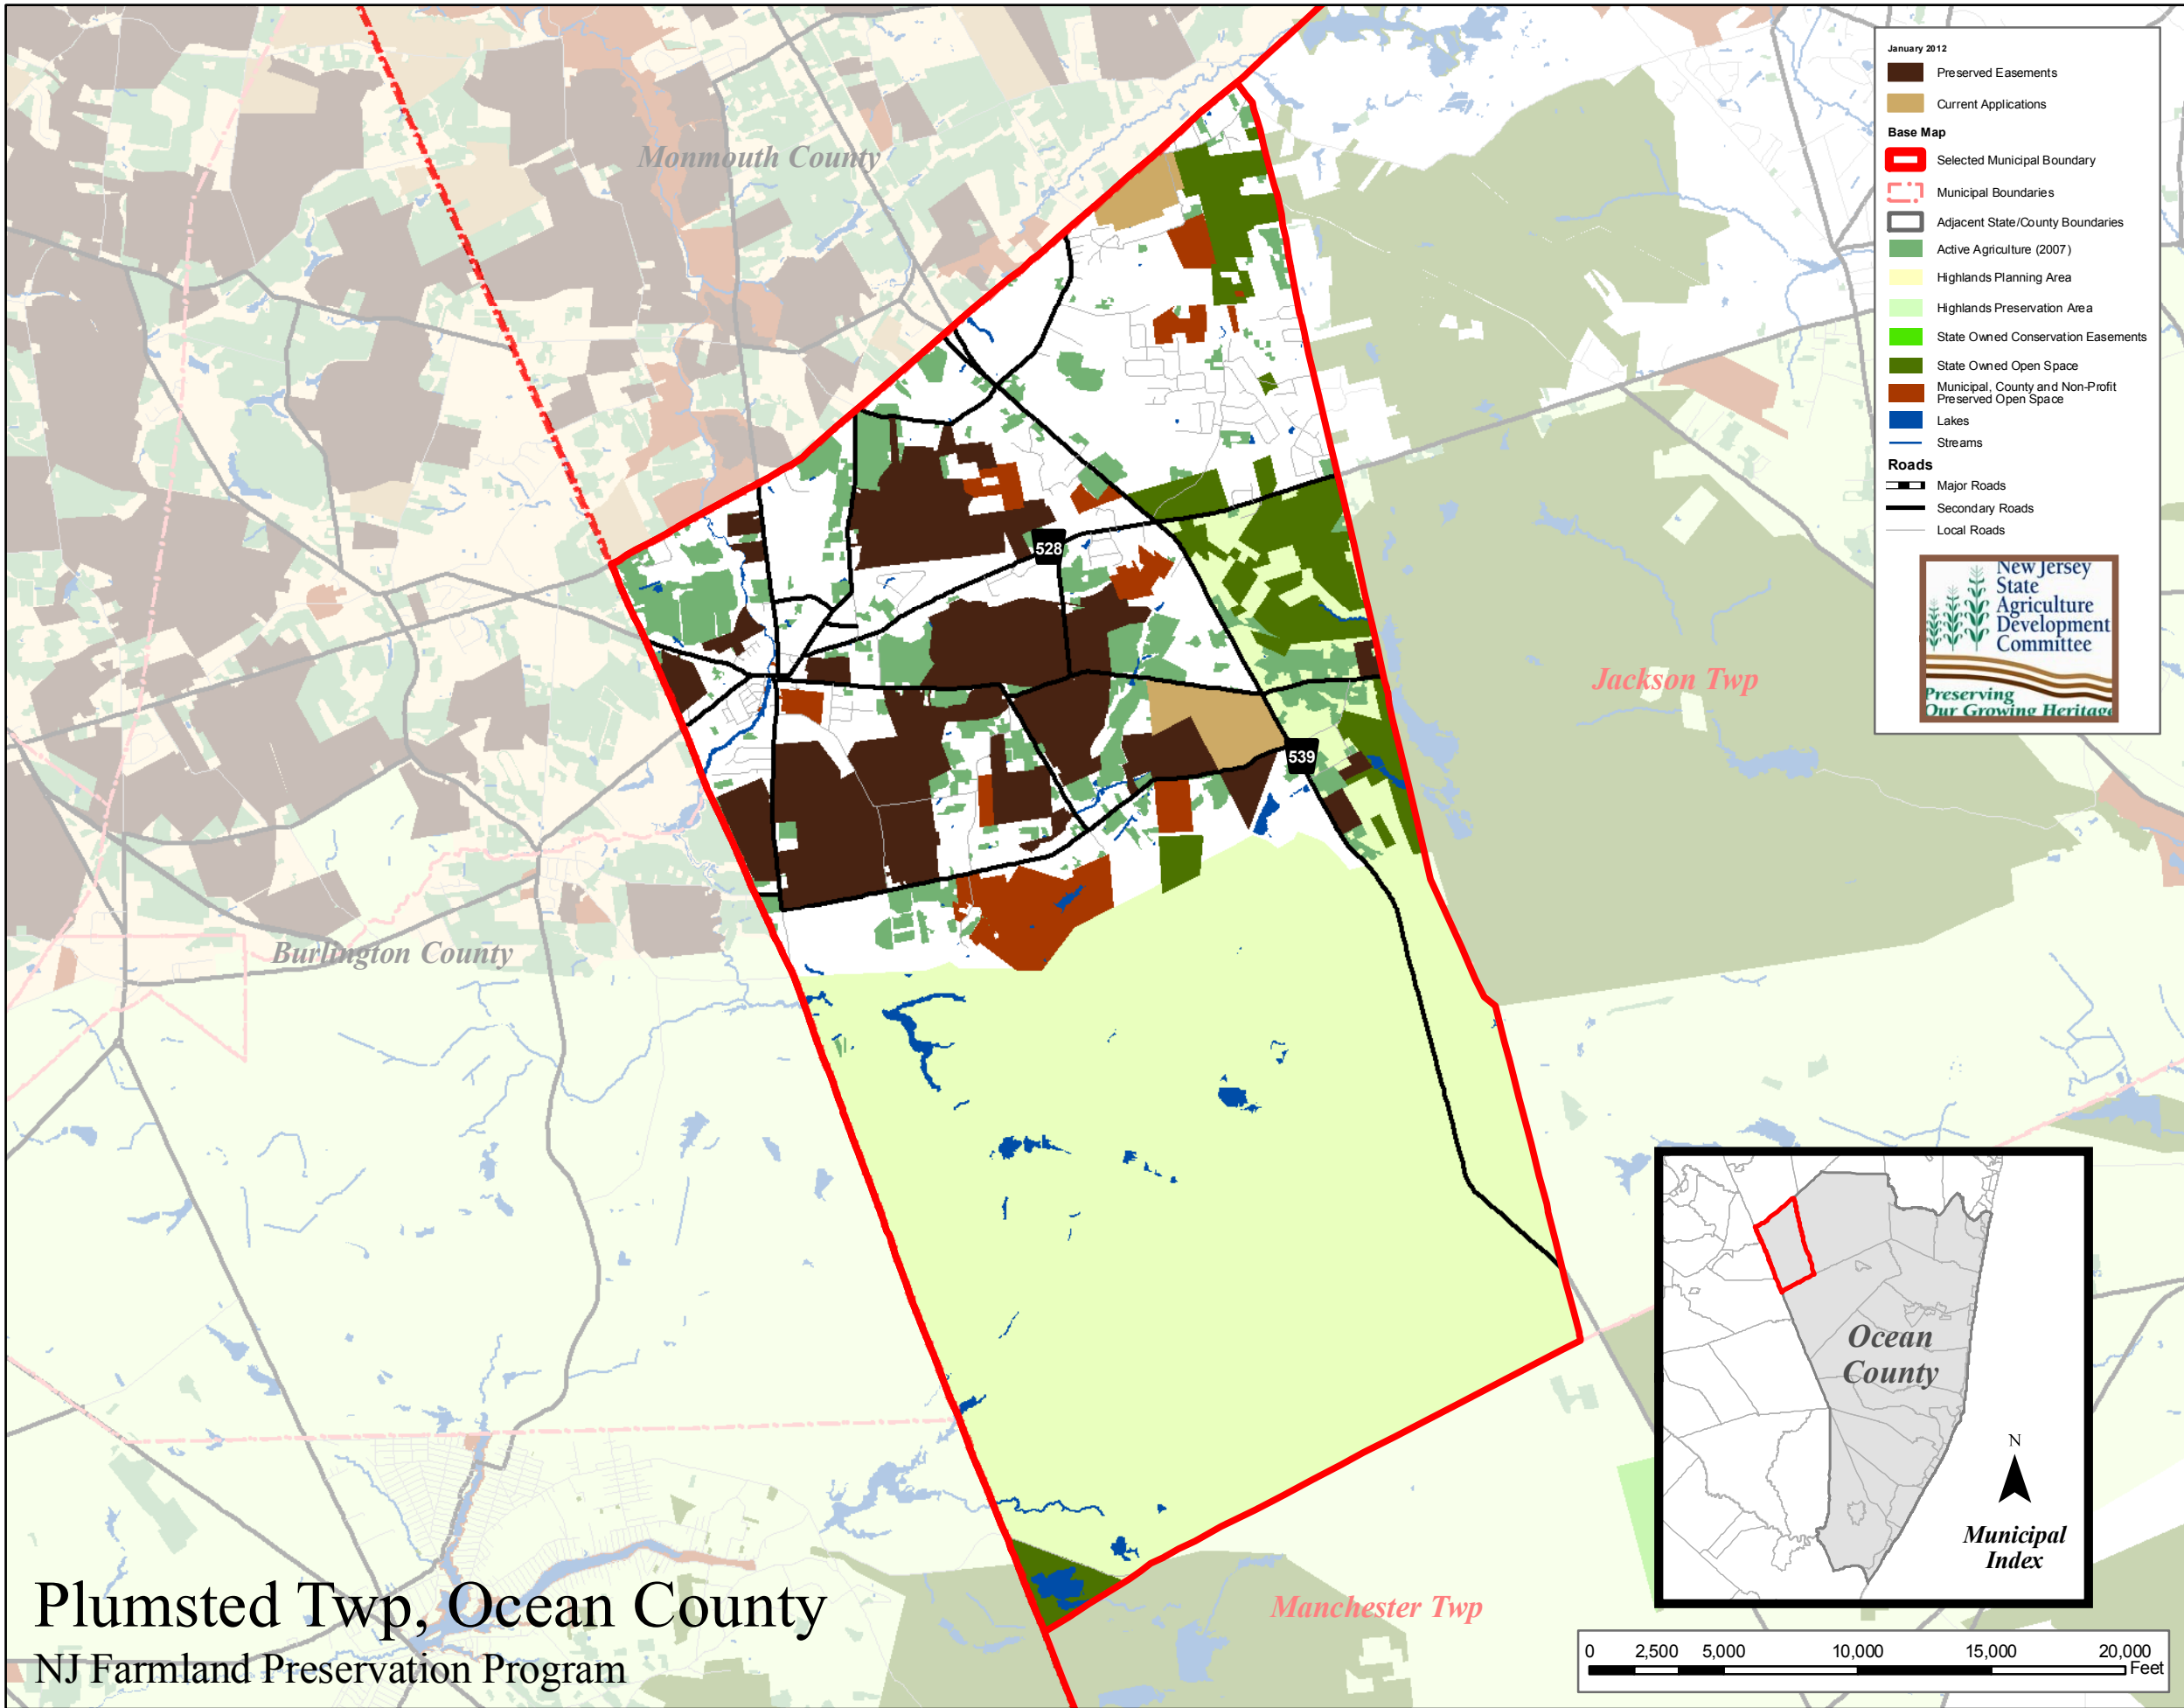 January 2012
Preserved Easements
Current Applications
Base Map
Selected Municipal Boundary
Municipal Boundaries
Adjacent State/County Boundaries
Active Agriculture (2007)
Highlands Planning Area
Highlands Preservation Area
State Owned Conservation Easements
State Owned Open Space
Municipal, County and Non-Profit
Preserved Open Space
Lakes
Streams
Roads
Major Roads
Secondary Roads
Local Roads
New Jersey
State
Agriculture
Development
Committee
Preserving
Our Growing Heritage
Monmouth County
528
Jackson Twp
539
Burlington County
Ocean
County
N
Municipal
Index
Manchester Twp
Plumsted Twp, Ocean County
NJ Farmland Preservation Program
0 2,500 5,000 10,000 15,000 20,000
Feet